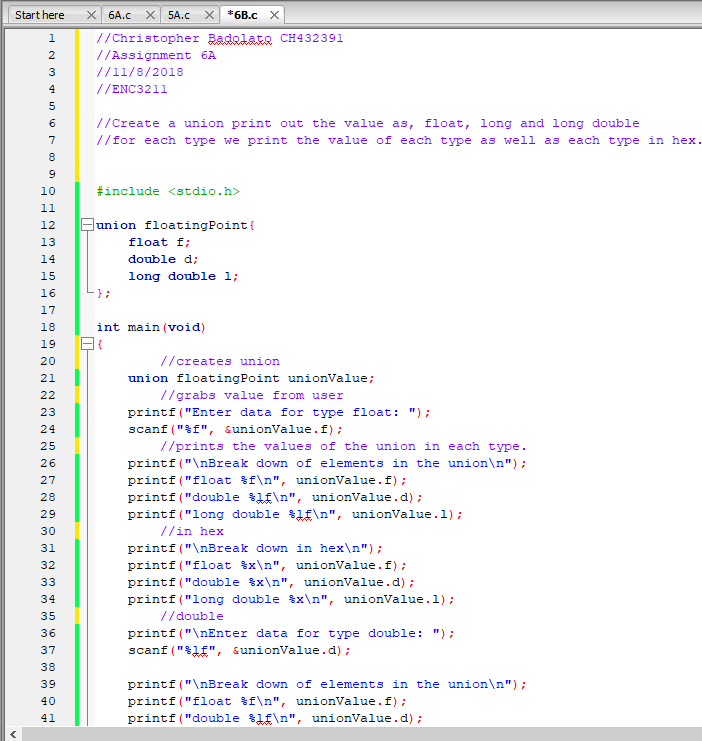 Start here 6A.c 5A.c *6B.c
1 //Christopher Badolato CH432391
2 //Assignment 6A
3 //11/8/2018
4 //ENC3211
5
6 //Create a union print out the value as, float, long and long double
7 //for each type we print the value of each type as well as each type in hex.
8
9
10 #include <stdio.h>
11
12 union floatingPoint{
13 float f;
14 double d;
15 long double l;
16 };
17
18 int main(void)
19 {
20 //creates union
21 union floatingPoint unionValue;
22 //grabs value from user
23 printf("Enter data for type float: ");
24 scanf("%f", &unionValue.f);
25 //prints the values of the union in each type.
26 printf("\nBreak down of elements in the union\n");
27 printf("float %f\n", unionValue.f);
28 printf("double %lf\n", unionValue.d);
29 printf("long double %lf\n", unionValue.l);
30 //in hex
31 printf("\nBreak down in hex\n");
32 printf("float %x\n", unionValue.f);
33 printf("double %x\n", unionValue.d);
34 printf("long double %x\n", unionValue.l);
35 //double
36 printf("\nEnter data for type double: ");
37 scanf("%lf", &unionValue.d);
38
39 printf("\nBreak down of elements in the union\n");
40 printf("float %f\n", unionValue.f);
41 printf("double %lf\n", unionValue.d);